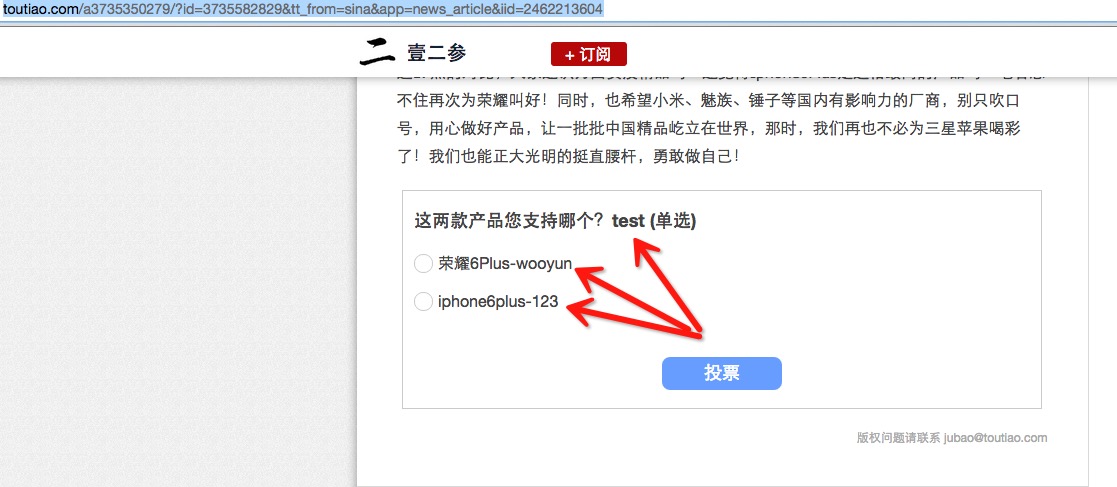 toutiao.com/a3735350279/?id=3735582829&tt_from=sina&app=news_article&iid=2462213604
二 壹二参 + 订阅
不住再次为荣耀叫好！同时，也希望小米、魅族、锤子等国内有影响力的厂商，别只吹口
号，用心做好产品，让一批批中国精品屹立在世界，那时，我们再也不必为三星苹果喝彩
了！我们也能正大光明的挺直腰杆，勇敢做自己！
这两款产品您支持哪个？test (单选)
荣耀6Plus-wooyun
iphone6plus-123
投票
版权问题请联系 jubao@toutiao.com